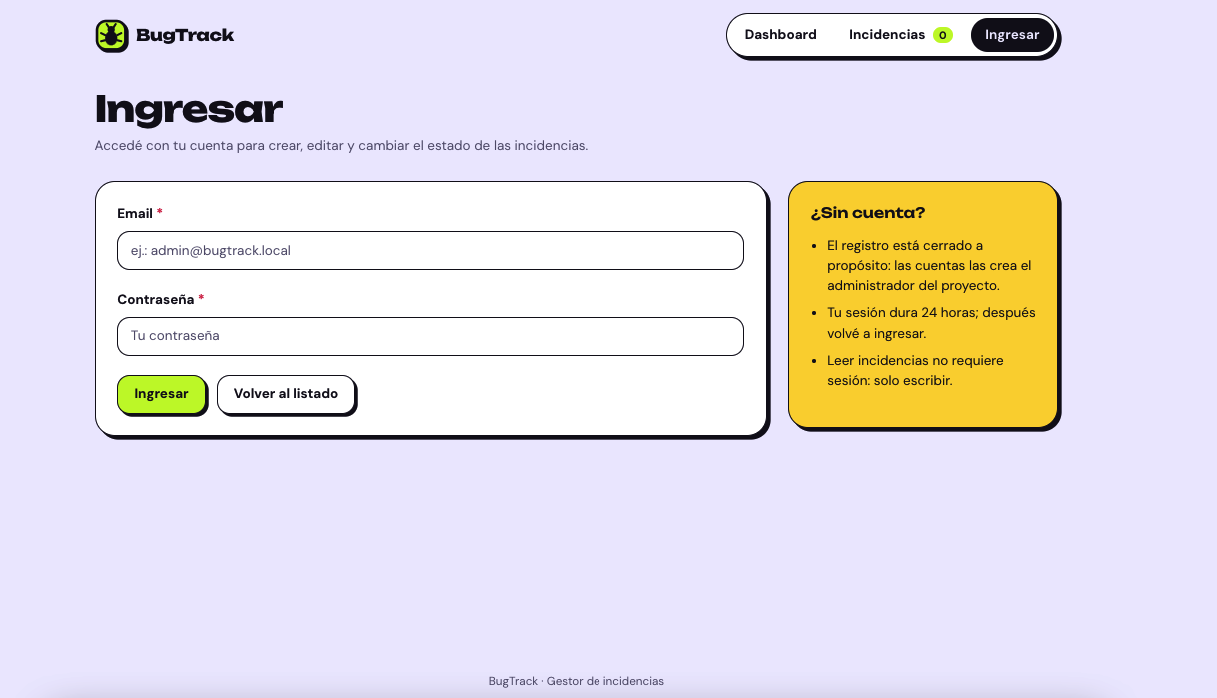 BugTrack
Dashboard Incidencias 0 Ingresar
Ingresar
Accedé con tu cuenta para crear, editar y cambiar el estado de las incidencias.
Email *
ej.: admin@bugtrack.local
Contraseña *
Tu contraseña
Ingresar Volver al listado
¿Sin cuenta?
• El registro está cerrado a
propósito: las cuentas las crea el
administrador del proyecto.
• Tu sesión dura 24 horas; después
volvé a ingresar.
• Leer incidencias no requiere
sesión: solo escribir.
BugTrack · Gestor de incidencias